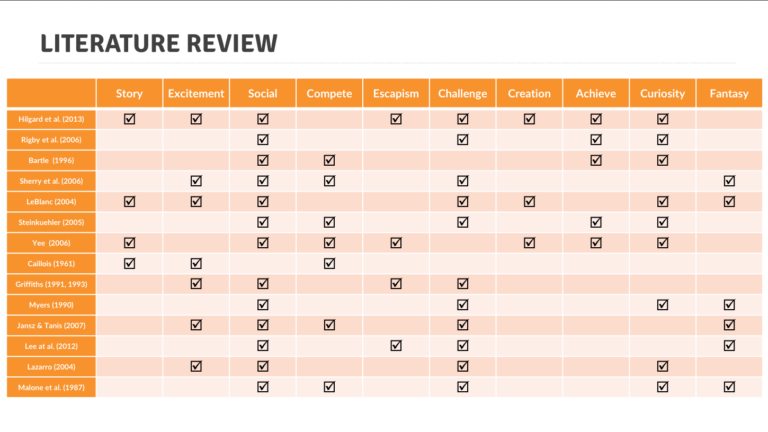 LITERATURE REVIEW
Story Excitement Social Compete Escapism Challenge Creation Achieve Curiosity Fantasy
Hilgard et al. (2013) ☑ ☑ ☑ ☑ ☑ ☑ ☑ ☑
Rigby et al. (2006) ☑ ☑ ☑ ☑
Bartle (1996) ☑ ☑ ☑ ☑
Sherry et al. (2006) ☑ ☑ ☑ ☑ ☑
LeBlanc (2004) ☑ ☑ ☑ ☑ ☑ ☑ ☑
Steinkuehler (2005) ☑ ☑ ☑ ☑ ☑
Yee (2006) ☑ ☑ ☑ ☑ ☑ ☑ ☑
Caillois (1961) ☑ ☑ ☑
Griffiths (1991, 1993) ☑ ☑ ☑ ☑
Myers (1990) ☑ ☑ ☑ ☑
Jansz & Tanis (2007) ☑ ☑ ☑ ☑ ☑
Lee at al. (2012) ☑ ☑ ☑ ☑
Lazarro (2004) ☑ ☑ ☑ ☑
Malone et al. (1987) ☑ ☑ ☑ ☑ ☑